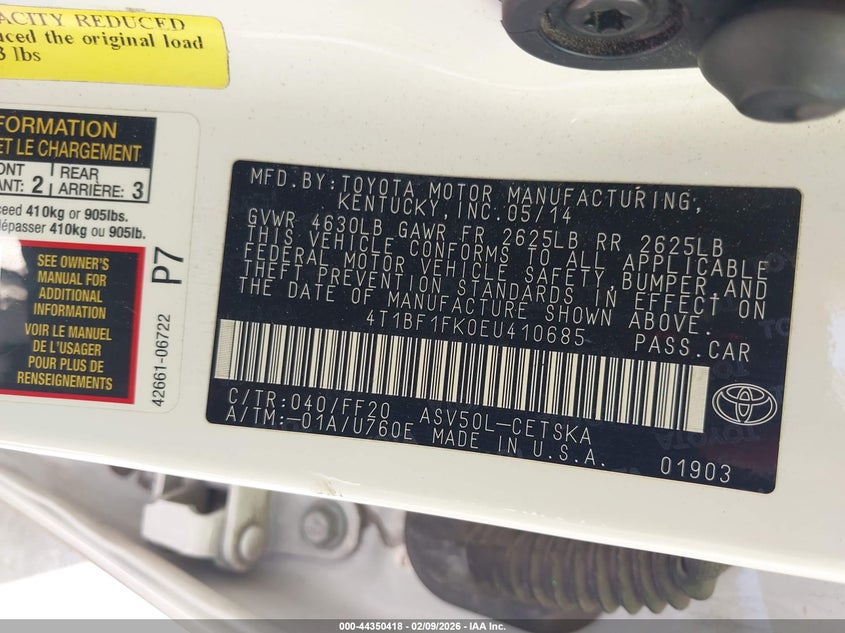 ACITY REDUCED
uced the original load
3 lbs
FORMATION
ET LE CHARGEMENT
ONT
ANT: 2
REAR
ARRIÈRE: 3
ceed 410kg or 905lbs.
dépasser 410 kg ou 905lb.
SEE OWNER'S
MANUAL FOR
ADDITIONAL
INFORMATION
VOIR LE MANUEL
DE L'USAGER
POUR PLUS DE
RENSEIGNEMENTS
P7
42661-06722
MFD.BY:TOYOTA MOTOR MANUFACTURING,
KENTUCKY,INC.05/14
GVWR 4630LB GAWR FR 2625LB RR 2625LB
THIS VEHICLE CONFORMS TO ALL APPLICABLE
FEDERAL MOTOR VEHICLE SAFETY,BUMPER,AND
THEFT PREVENTION STANDARDS IN EFFECT ON
THE DATE OF MANUFACTURE SHOWN ABOVE.
4T1BF1FK0EU410685 PASS.CAR
C/TR:040/FF20 ASV50L-CETSKA
A/TM:-01A/U760E MADE IN U.S.A.
01903
000-44350418 - 02/09/2026 - IAA Inc.